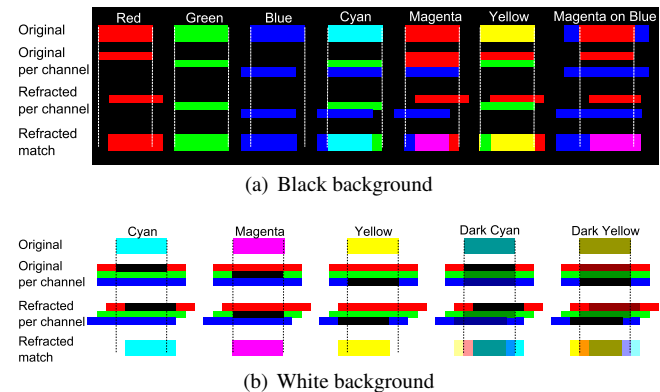 Red Green Blue Cyan Magenta Yellow Magenta on Blue
Original
Original
per channel
Refracted
per channel
Refracted
match
(a) Black background
Cyan Magenta Yellow Dark Cyan Dark Yellow
Original
Original
per channel
Refracted
per channel
Refracted
match
(b) White background